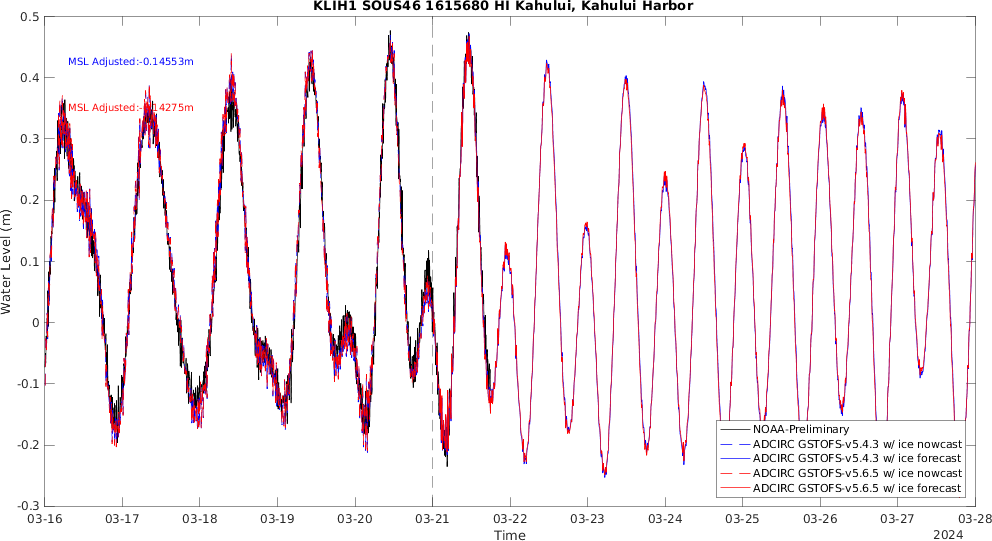 KLIH1 SOUS46 1615680 HI Kahului, Kahului Harbor
0.5
0.4
0.3
0.2
0.1
0
-0.1
-0.2
-0.3
Water Level (m)
MSL Adjusted:-0.14553m
MSL Adjusted:-0.14275m
NOAA-Preliminary
ADCIRC GSTOFS-v5.4.3 w/ ice nowcast
ADCIRC GSTOFS-v5.4.3 w/ ice forecast
ADCIRC GSTOFS-v5.6.5 w/ ice nowcast
ADCIRC GSTOFS-v5.6.5 w/ ice forecast
03-16 03-17 03-18 03-19 03-20 03-21 03-22 03-23 03-24 03-25 03-26 03-27 03-28
Time
2024